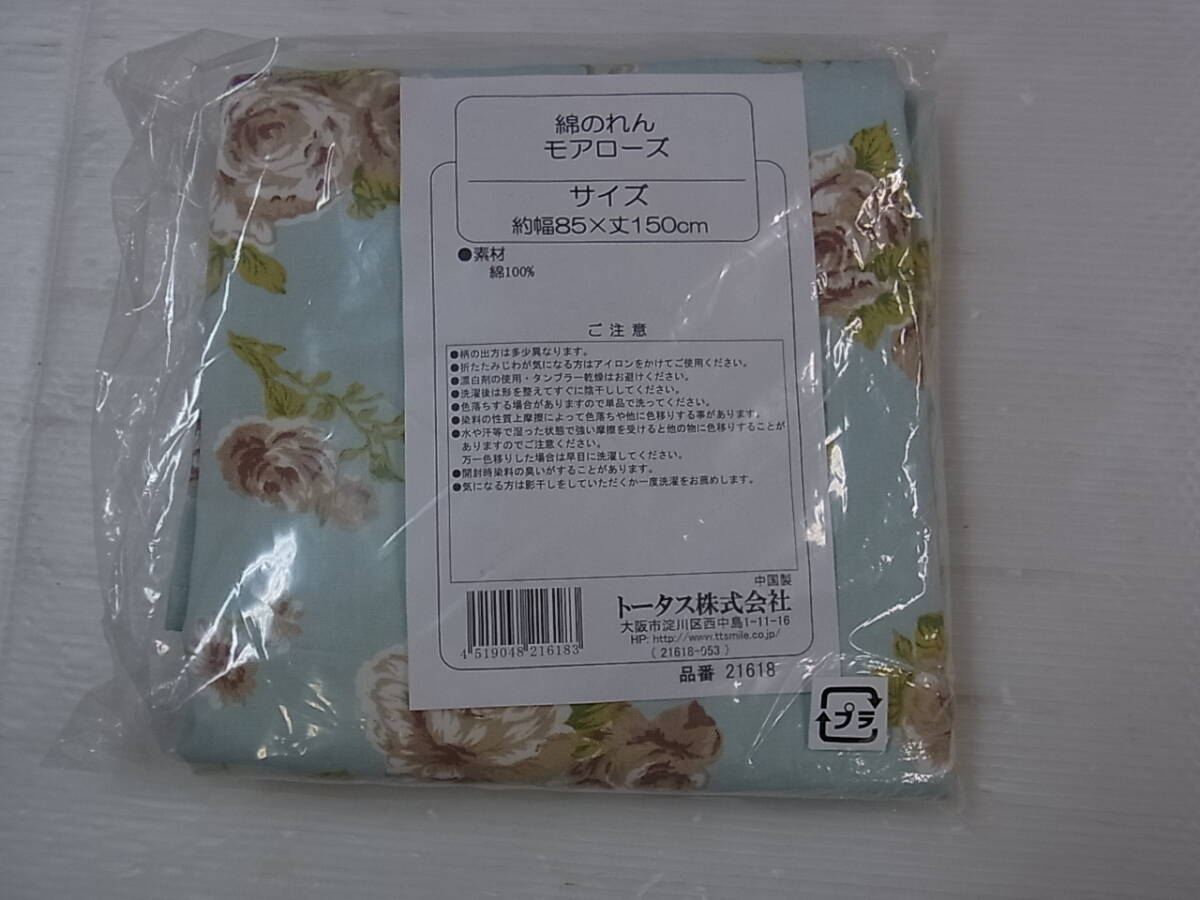 綿のれん
モアローズ
サイズ
約幅85×丈150cm
●素材
綿100%
ご注意
●柄の出方は多少異なります。
●折たたみじわが気になる方はアイロンをかけてご使用ください。
●漂白剤の使用・タンブラー乾燥はお避けください。
●洗濯後は形を整えてすぐに陰干ししてください。
●色落ちする場合がありますので単品で洗ってください。
●染料の性質上摩擦によって色落ちや他に色移りする事があります。
●水や汗等で湿った状態で強い摩擦を受けると他の物に色移りすることが
ありますのでご注意ください。
万一色移りした場合は早目に洗濯してください。
●開封時染料の臭いがすることがあります。
●気になる方は影干しをしていただくか一度洗濯をお薦めします。
中国製
トータス株式会社
大阪市淀川区西中島1-11-16
HP: http://www.ttsmile.co.jp/
( 21618-053 )
4 519048 216183
品番 21618
プラ